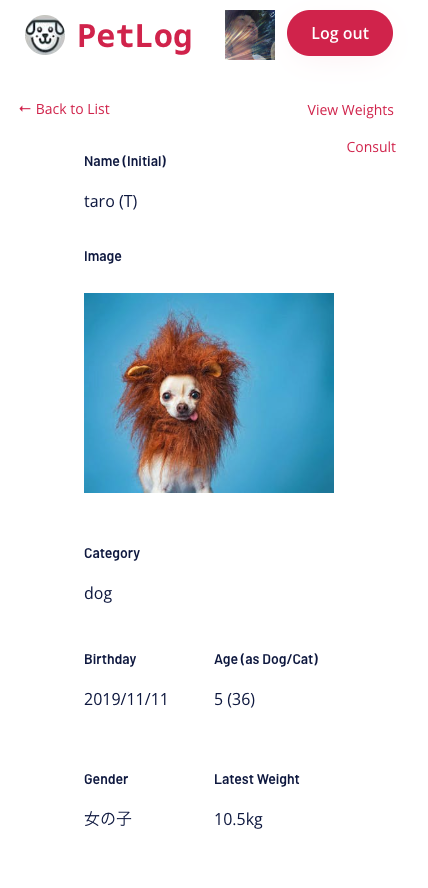 PetLog
Log out
← Back to List
View Weights
Consult
Name (Initial)
taro (T)
Image
Category
dog
Birthday
Age (as Dog/Cat)
2019/11/11
5 (36)
Gender
Latest Weight
女の子
10.5kg